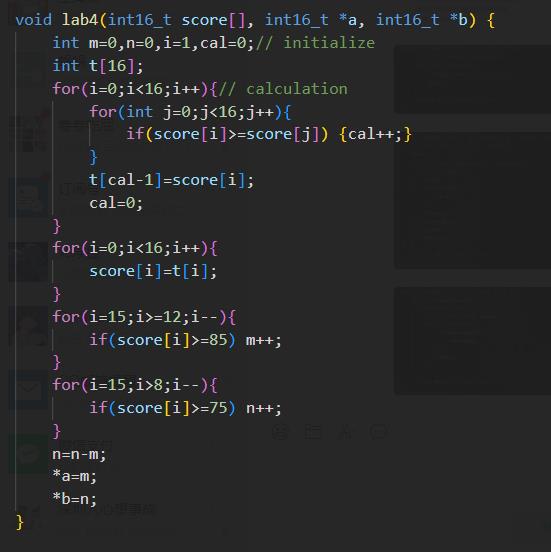 void lab4(int16_t score[], int16_t *a, int16_t *b) {
    int m=0,n=0,i=1,cal=0;// initialize
    int t[16];
    for(i=0;i<16;i++){// calculation
        for(int j=0;j<16;j++){
            if(score[i]>=score[j]) {cal++;}
        }
        t[cal-1]=score[i];
        cal=0;
    }
    for(i=0;i<16;i++){
        score[i]=t[i];
    }
    for(i=15;i>=12;i--){
        if(score[i]>=85) m++;
    }
    for(i=15;i>8;i--){
        if(score[i]>=75) n++;
    }
    n=n-m;
    *a=m;
    *b=n;
}